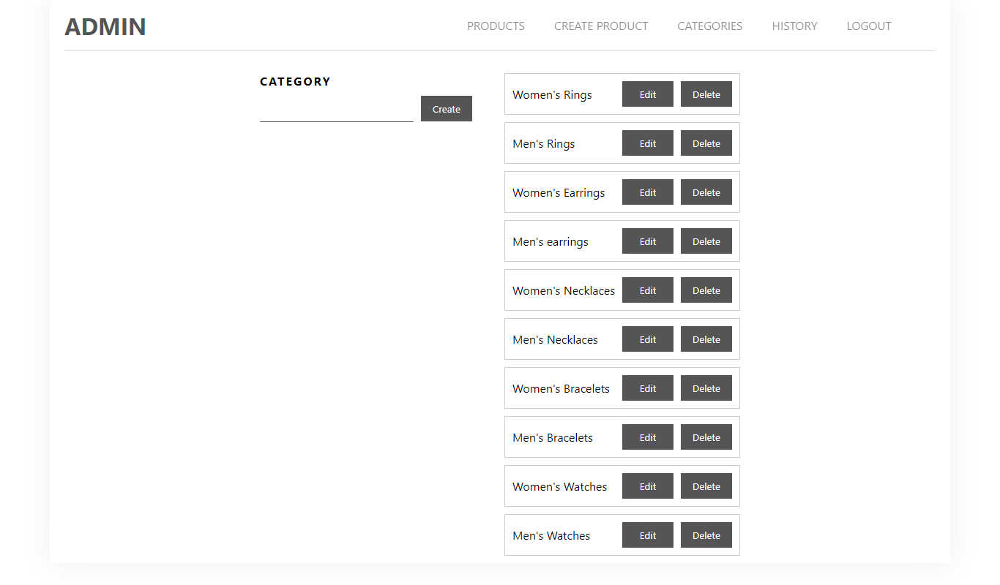 ADMIN PRODUCTS CREATE PRODUCT CATEGORIES HISTORY LOGOUT
CATEGORY
Create
Women's Rings Edit Delete
Men's Rings Edit Delete
Women's Earrings Edit Delete
Men's earrings Edit Delete
Women's Necklaces Edit Delete
Men's Necklaces Edit Delete
Women's Bracelets Edit Delete
Men's Bracelets Edit Delete
Women's Watches Edit Delete
Men's Watches Edit Delete